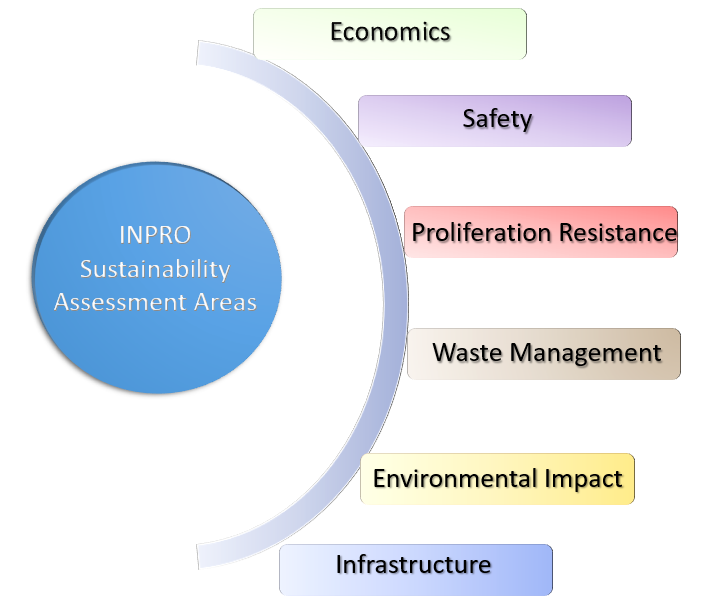 Economics
Safety
Proliferation Resistance
INPRO
Sustainability
Assessment Areas
Waste Management
Environmental Impact
Infrastructure